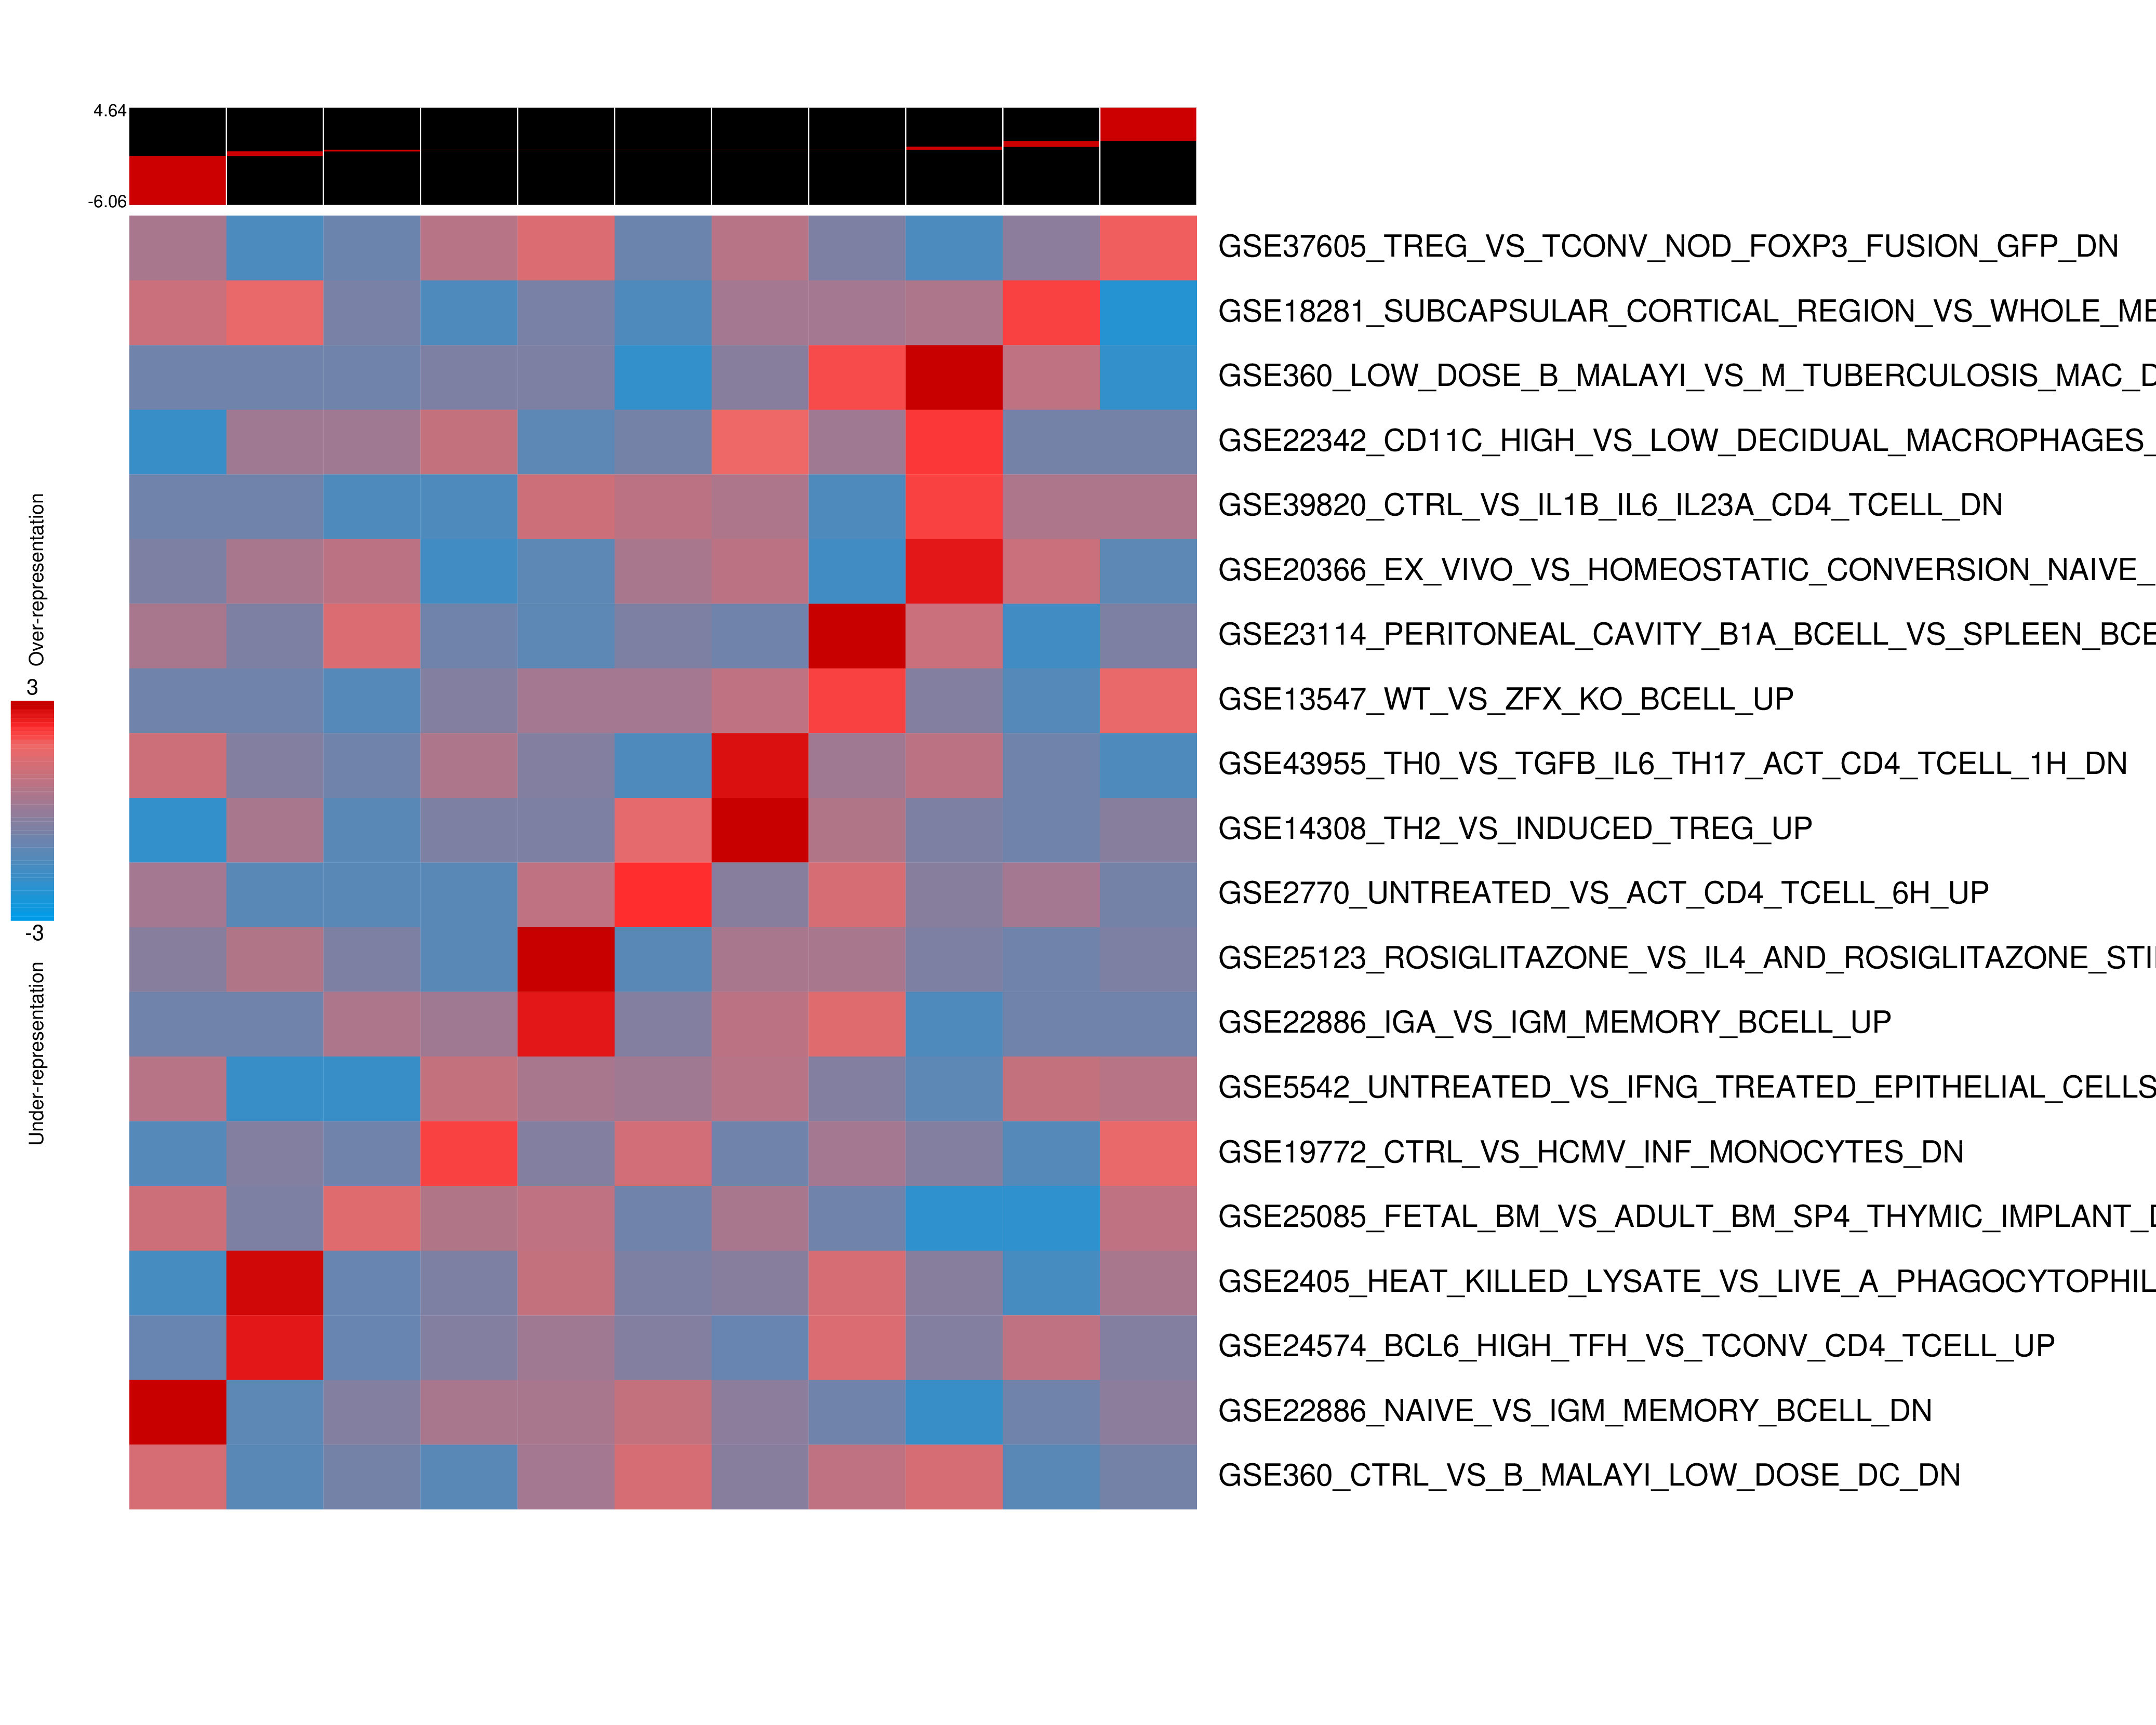 4.64
-6.06
GSE37605_TREG_VS_TCONV_NOD_FOXP3_FUSION_GFP_DN
GSE18281_SUBCAPSULAR_CORTICAL_REGION_VS_WHOLE_ME
GSE360_LOW_DOSE_B_MALAYI_VS_M_TUBERCULOSIS_MAC_D
GSE22342_CD11C_HIGH_VS_LOW_DECIDUAL_MACROPHAGES_
GSE39820_CTRL_VS_IL1B_IL6_IL23A_CD4_TCELL_DN
GSE20366_EX_VIVO_VS_HOMEOSTATIC_CONVERSION_NAIVE_
GSE23114_PERITONEAL_CAVITY_B1A_BCELL_VS_SPLEEN_BCE
GSE13547_WT_VS_ZFX_KO_BCELL_UP
GSE43955_TH0_VS_TGFB_IL6_TH17_ACT_CD4_TCELL_1H_DN
GSE14308_TH2_VS_INDUCED_TREG_UP
GSE2770_UNTREATED_VS_ACT_CD4_TCELL_6H_UP
GSE25123_ROSIGLITAZONE_VS_IL4_AND_ROSIGLITAZONE_STI
GSE22886_IGA_VS_IGM_MEMORY_BCELL_UP
GSE5542_UNTREATED_VS_IFNG_TREATED_EPITHELIAL_CELLS
GSE19772_CTRL_VS_HCMV_INF_MONOCYTES_DN
GSE25085_FETAL_BM_VS_ADULT_BM_SP4_THYMIC_IMPLANT_D
GSE2405_HEAT_KILLED_LYSATE_VS_LIVE_A_PHAGOCYTOPHIL
GSE24574_BCL6_HIGH_TFH_VS_TCONV_CD4_TCELL_UP
GSE22886_NAIVE_VS_IGM_MEMORY_BCELL_DN
GSE360_CTRL_VS_B_MALAYI_LOW_DOSE_DC_DN
Over-representation
3
-3
Under-representation